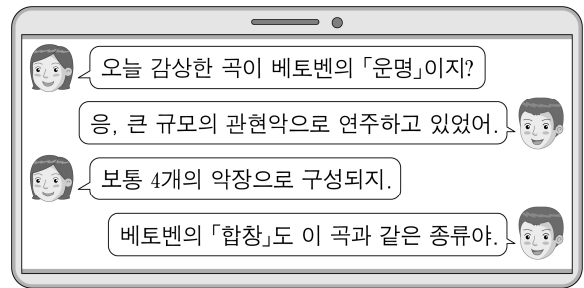 오늘 감상한 곡이 베토벤의 「운명」이지?
응, 큰 규모의 관현악으로 연주하고 있었어.
보통 4개의 악장으로 구성되지.
베토벤의 「합창」도 이 곡과 같은 종류야.